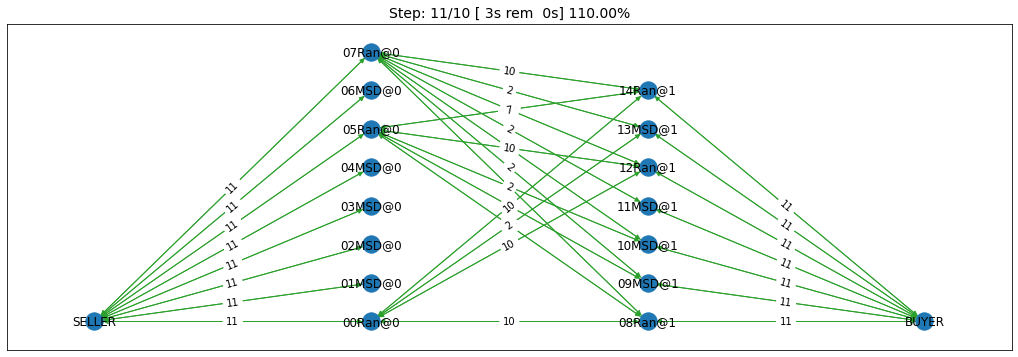 Step: 11/10 [ 3s rem  0s] 110.00%
07Ran@0
10
06MSD@0
2
14Ran@1
7
05Ran@0
2
13MSD@1
10
04MSD@0
2
12Ran@1
11
2
03MSD@0
11
10
11MSD@1
11
11
2
11
11
02MSD@0
10
10MSD@1
11
11
11
11
01MSD@0
09MSD@1
11
11
11
SELLER
11
00Ran@0
10
08Ran@1
11
BUYER